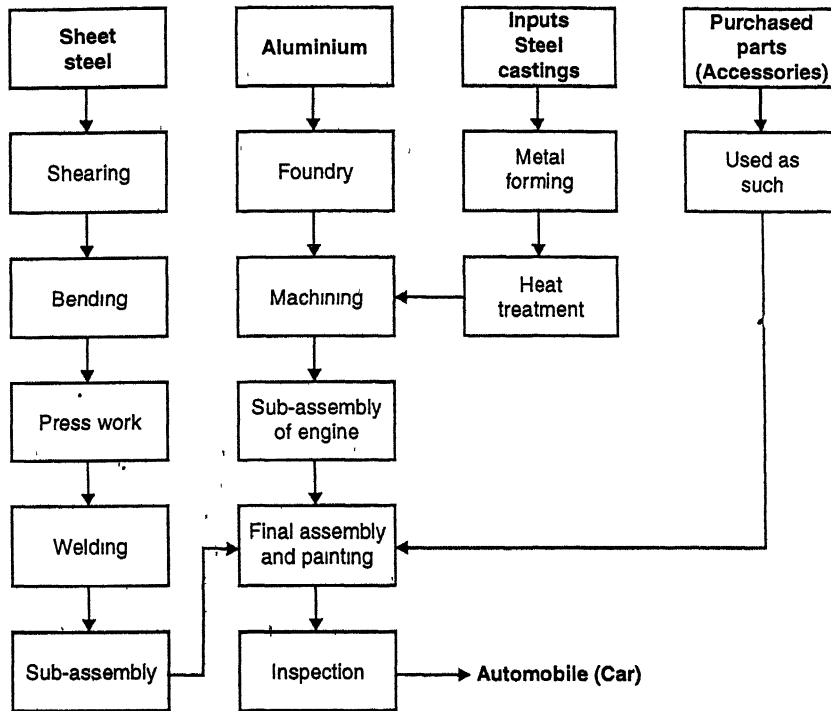 Sheet
steel
Aluminium
Inputs
Steel
castings
Purchased
parts
(Accessories)
Shearing
Foundry
Metal
forming
Used as
such
Bending
Machining
Heat
treatment
Press work
Sub-assembly
of engine
Welding
Final assembly
and painting
Sub-assembly
Inspection
Automobile (Car)